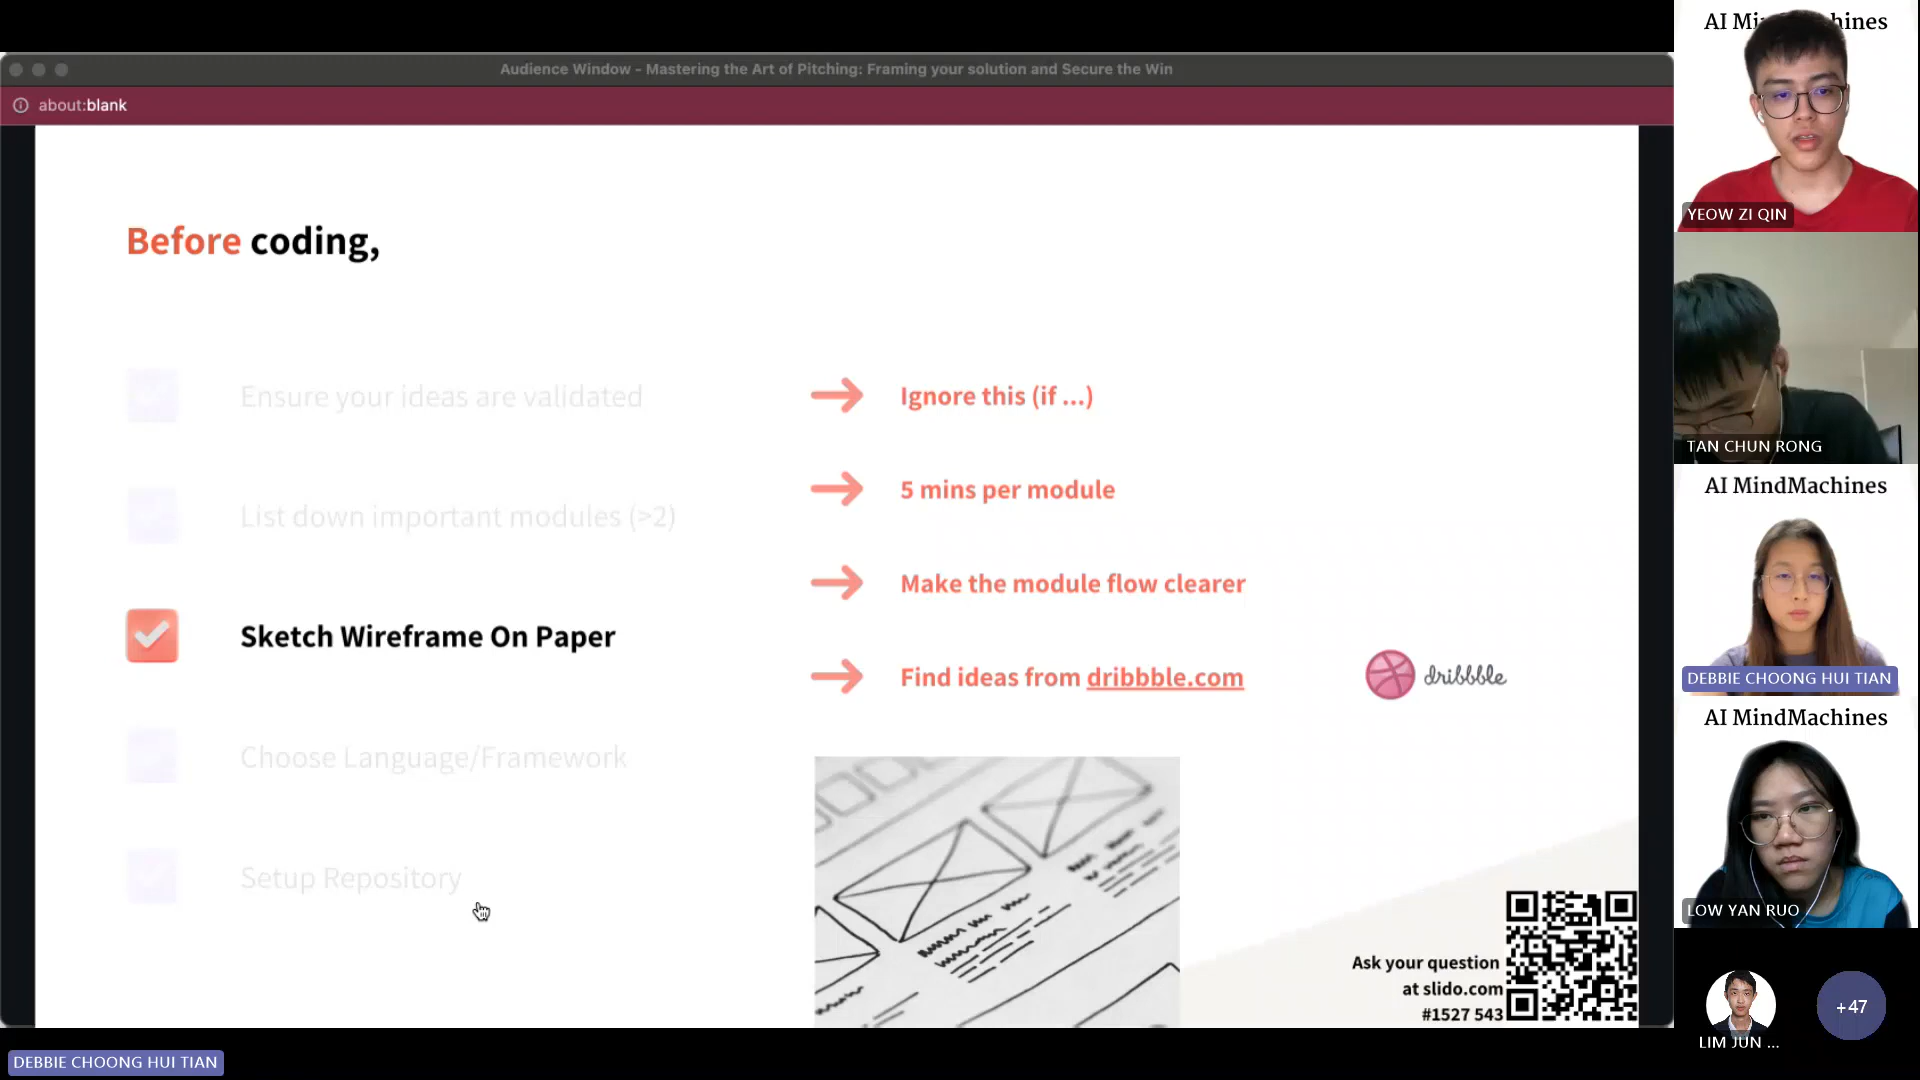 Audience Window - Mastering the Art of Pitching: Framing your solution and Secure the Win
about:blank
Before coding,
Ensure your ideas are validated
List down important modules (>2)
Sketch Wireframe On Paper
Choose Language/Framework
Setup Repository
Ignore this (if ...)
5 mins per module
Make the module flow clearer
Find ideas from dribbble.com
dribbble
Ask your question
at slido.com
#1527 543
YEOW ZI QIN
TAN CHUN RONG
AI MindMachines
DEBBIE CHOONG HUI TIAN
AI MindMachines
LOW YAN RUO
LIM JUN ...
+47
DEBBIE CHOONG HUI TIAN